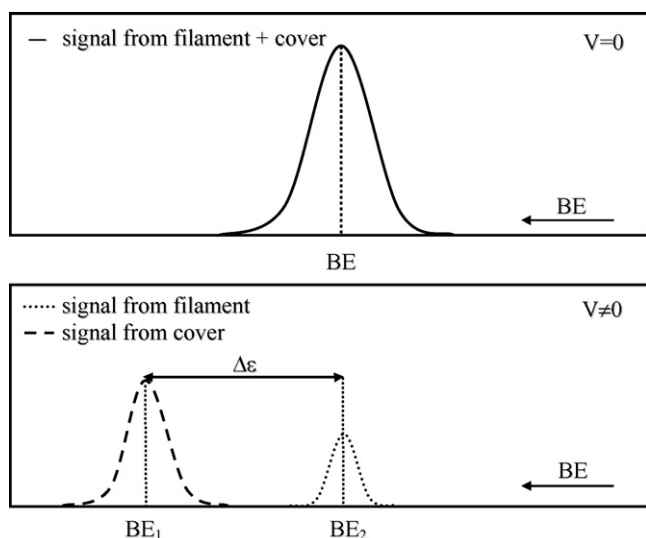 — signal from filament + cover
V=0
BE
BE
signal from filament
V≠0
signal from cover
Δε
BE
BE₁
BE₂